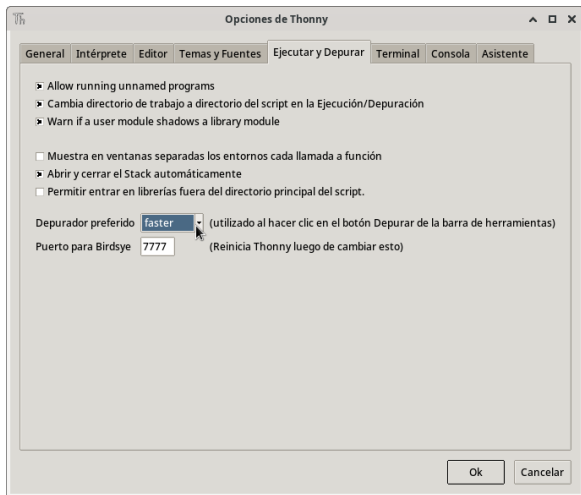 Th Opciones de Thonny
General Intérprete Editor Temas y Fuentes Ejecutar y Depurar Terminal Consola Asistente
Allow running unnamed programs
Cambia directorio de trabajo a directorio del script en la Ejecución/Depuración
Warn if a user module shadows a library module
Muestra en ventanas separadas los entornos cada llamada a función
Abrir y cerrar el Stack automáticamente
Permitir entrar en librerías fuera del directorio principal del script.
Depurador preferido faster (utilizado al hacer clic en el botón Depurar de la barra de herramientas)
Puerto para Birdsye 7777 (Reinicia Thonny luego de cambiar esto)
Ok Cancelar